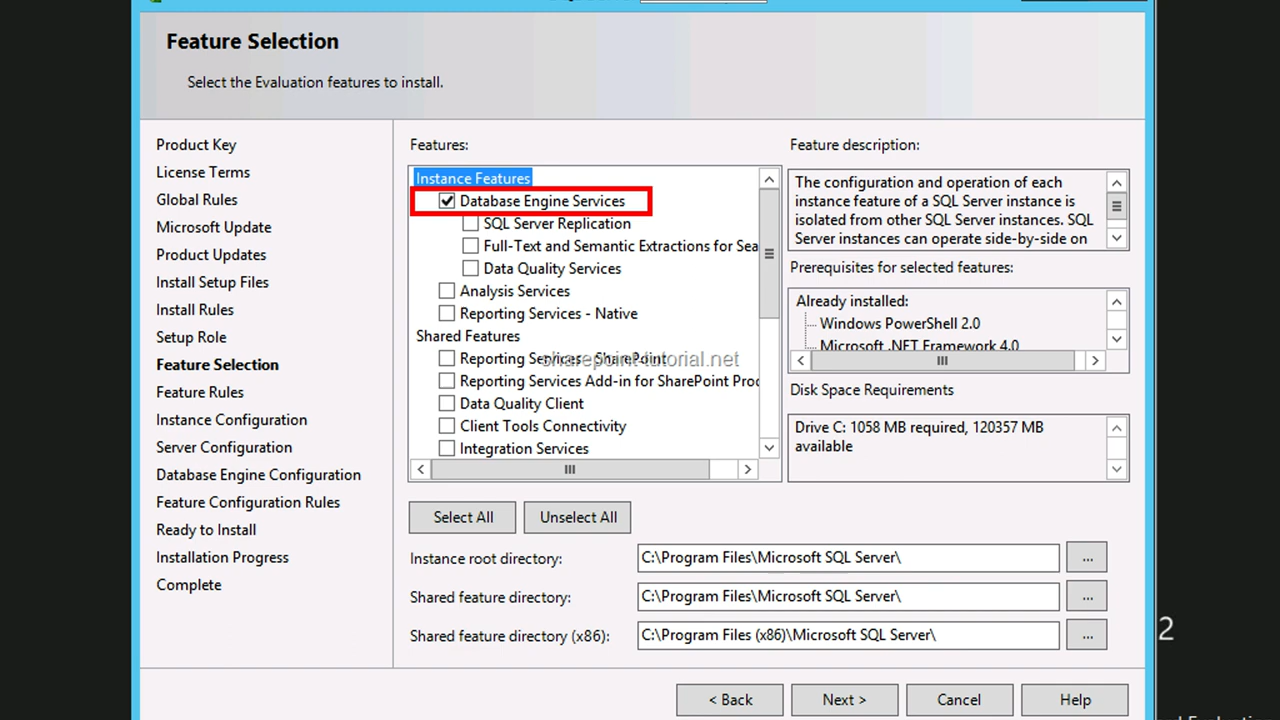 Feature Selection
Select the Evaluation features to install.
Product Key
License Terms
Global Rules
Microsoft Update
Product Updates
Install Setup Files
Install Rules
Setup Role
Feature Selection
Feature Rules
Instance Configuration
Server Configuration
Database Engine Configuration
Feature Configuration Rules
Ready to Install
Installation Progress
Complete
Features:
Instance Features
Database Engine Services
SQL Server Replication
Full-Text and Semantic Extractions for Sea
Data Quality Services
Analysis Services
Reporting Services - Native
Shared Features
Reporting Services - SharePoint
sharepoint-tutorial.net
Reporting Services Add-in for SharePoint Proc
Data Quality Client
Client Tools Connectivity
Integration Services
Select All
Unselect All
Feature description:
The configuration and operation of each
instance feature of a SQL Server instance is
isolated from other SQL Server instances. SQL
Server instances can operate side-by-side on
Prerequisites for selected features:
Already installed:
Windows PowerShell 2.0
Microsoft .NET Framework 4.0
Disk Space Requirements
Drive C: 1058 MB required, 120357 MB
available
Instance root directory:
C:\Program Files\Microsoft SQL Server\
...
Shared feature directory:
C:\Program Files\Microsoft SQL Server\
...
Shared feature directory (x86):
C:\Program Files (x86)\Microsoft SQL Server\
...
2
< Back
Next >
Cancel
Help